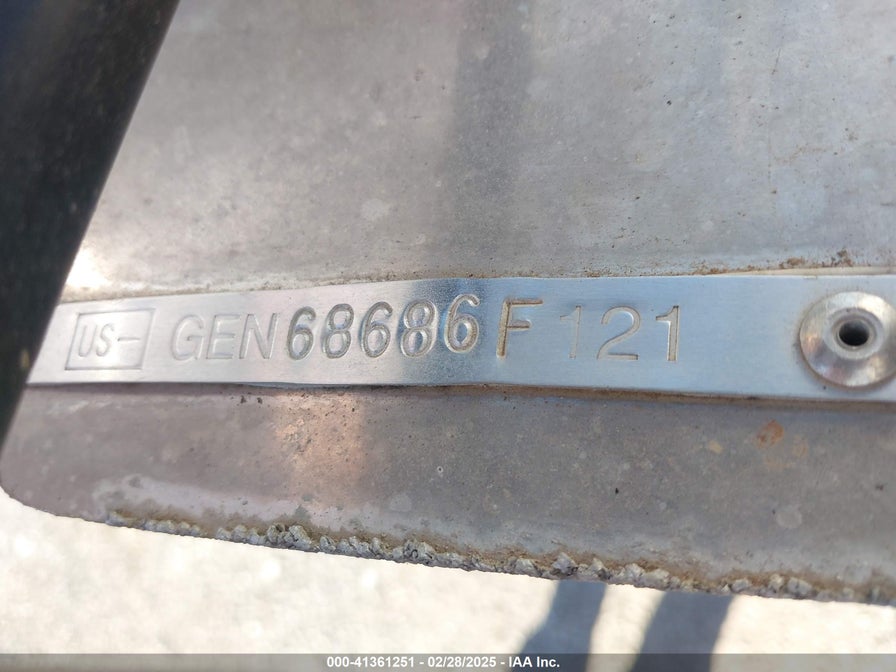 US- GEN68686F121
000-41361251 - 02/28/2025 - IAA Inc.